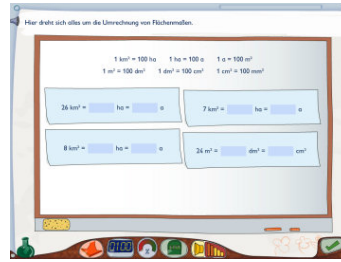 Hier dreht sich alles um die Umrechnung von Flächenmaßen.
1 km² = 100 ha 1 ha = 100 a 1 a = 100 m²
1 m² = 100 dm² 1 dm² = 100 cm² 1 cm² = 100 mm²
26 km² = ha = a
7 km² = ha = a
8 km² = ha = a
24 m² = dm² = cm²